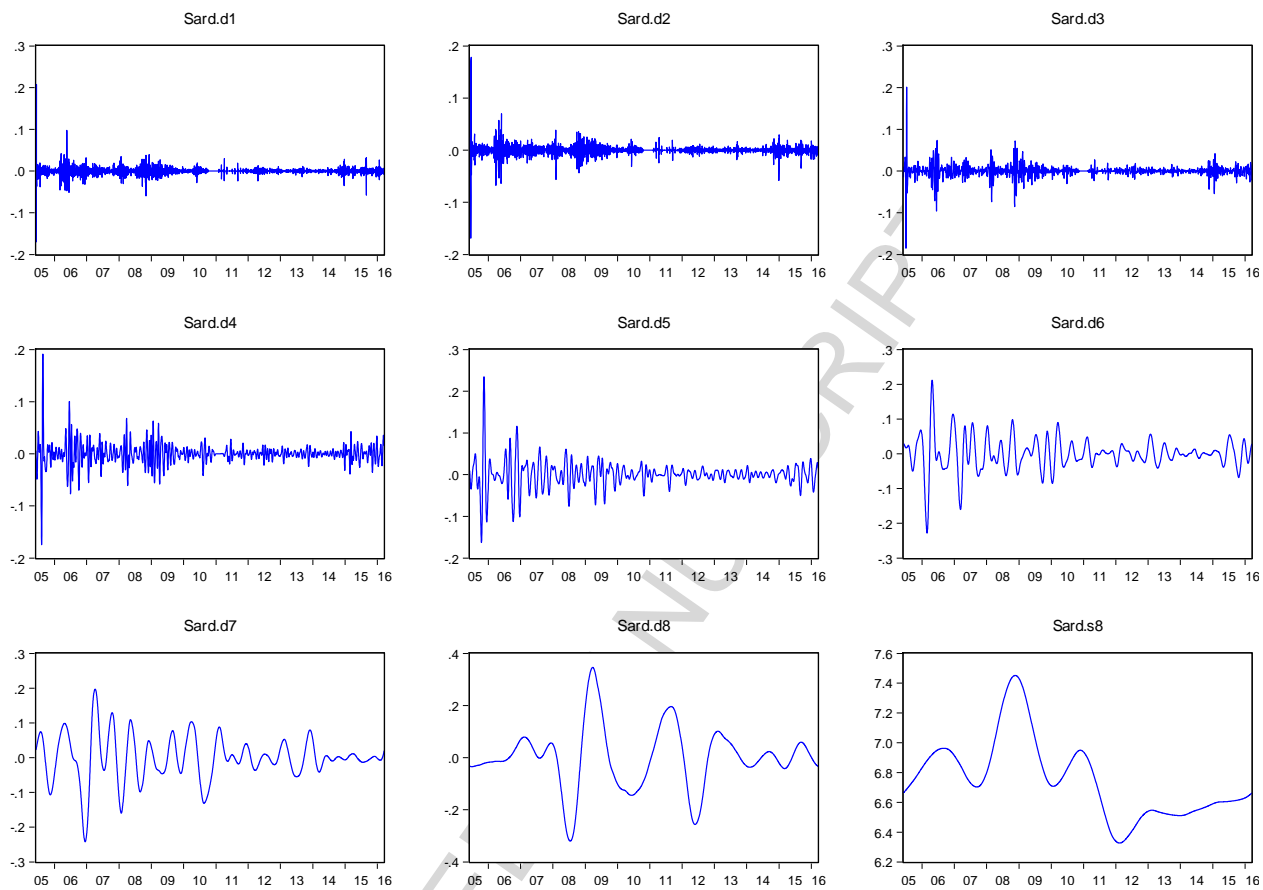 Sard.d1 Sard.d2 Sard.d3
.3 .2 .3
.2 .1 .2
.1 .0 .1
.0 -.1 .0
-.1 -.2 -.1
-.2 -.2
05 06 07 08 09 10 11 12 13 14 15 16 05 06 07 08 09 10 11 12 13 14 15 16 05 06 07 08 09 10 11 12 13 14 15 16
Sard.d4 Sard.d5 Sard.d6
.2 .3 .3
.1 .2 .2
.0 .1 .1
-.1 .0 .0
-.2 -.1 -.1
-.2 -.2
-.3
05 06 07 08 09 10 11 12 13 14 15 16 05 06 07 08 09 10 11 12 13 14 15 16 05 06 07 08 09 10 11 12 13 14 15 16
Sard.d7 Sard.d8 Sard.s8
.3 .4 7.6
.2 .2 7.4
.1 .0 7.2
.0 -.2 7.0
-.1 -.4 6.8
-.2 6.6
-.3 6.4
6.2
05 06 07 08 09 10 11 12 13 14 15 16 05 06 07 08 09 10 11 12 13 14 15 16 05 06 07 08 09 10 11 12 13 14 15 16